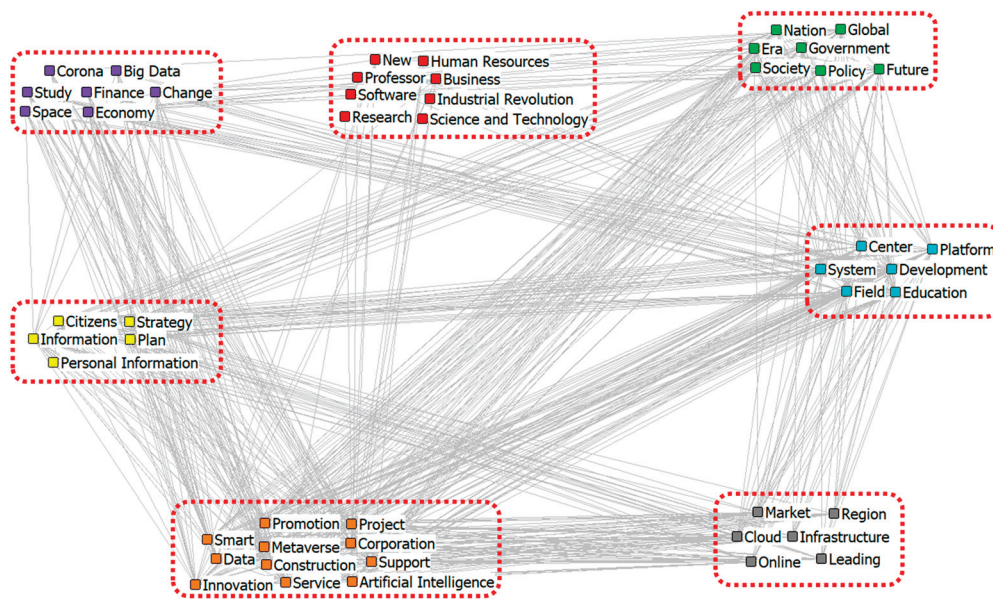 Corona Big Data
Study Finance Change
Space Economy
New Human Resources
Professor Business
Software Industrial Revolution
Research Science and Technology
Nation Global
Era Government
Society Policy Future
Center Platform
System Development
Field Education
Citizens Strategy
Information Plan
Personal Information
Promotion Project
Smart Metaverse Corporation
Data Construction Support
Innovation Service Artificial Intelligence
Market Region
Cloud Infrastructure
Online Leading